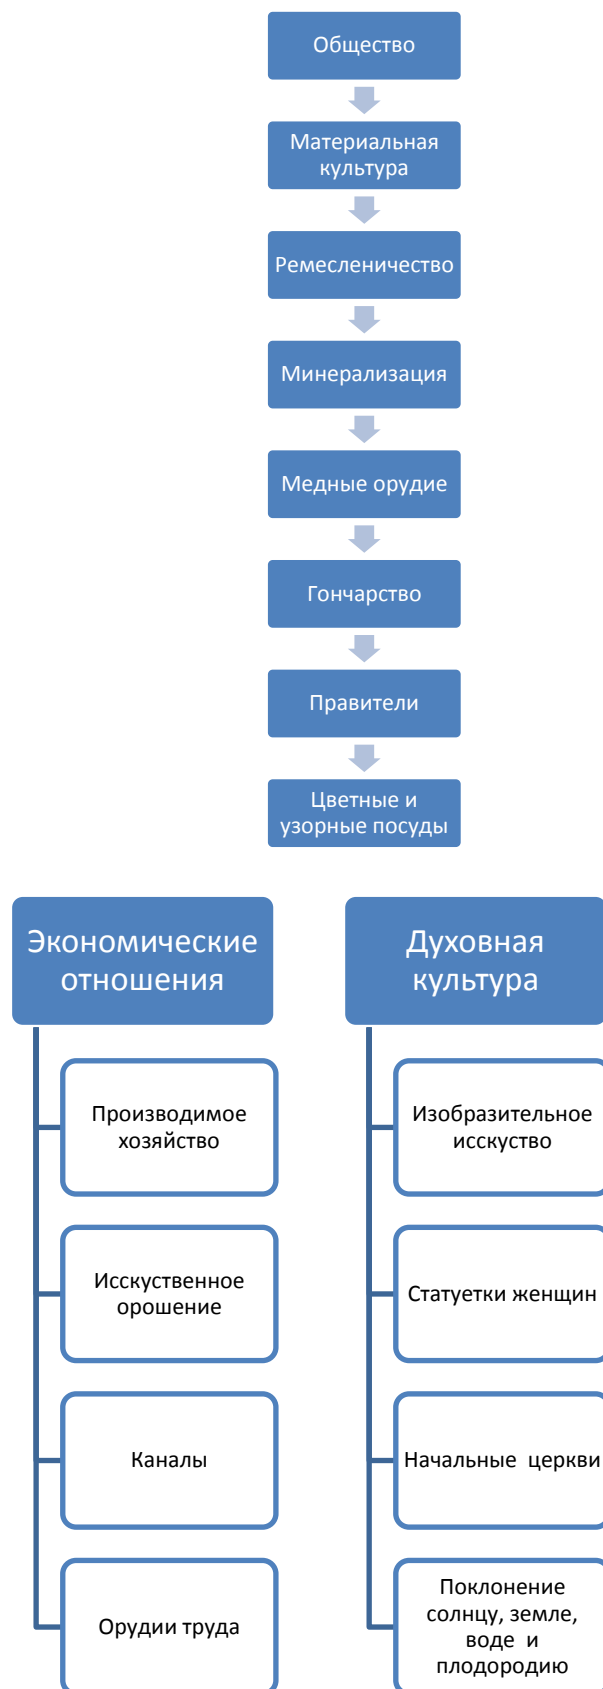 Общество
Материальная
культура
Ремесленичество
Минерализация
Медные орудие
Гончарство
Правители
Цветные и
узорные посуды
Экономические
отношения
Производимое
хозяйство
Исскуственное
орошение
Каналы
Орудии труда
Духовная
культура
Изобразительное
исскуство
Статуетки женщин
Начальные церкви
Поклонение
солнцу, земле,
воде и
плодородию